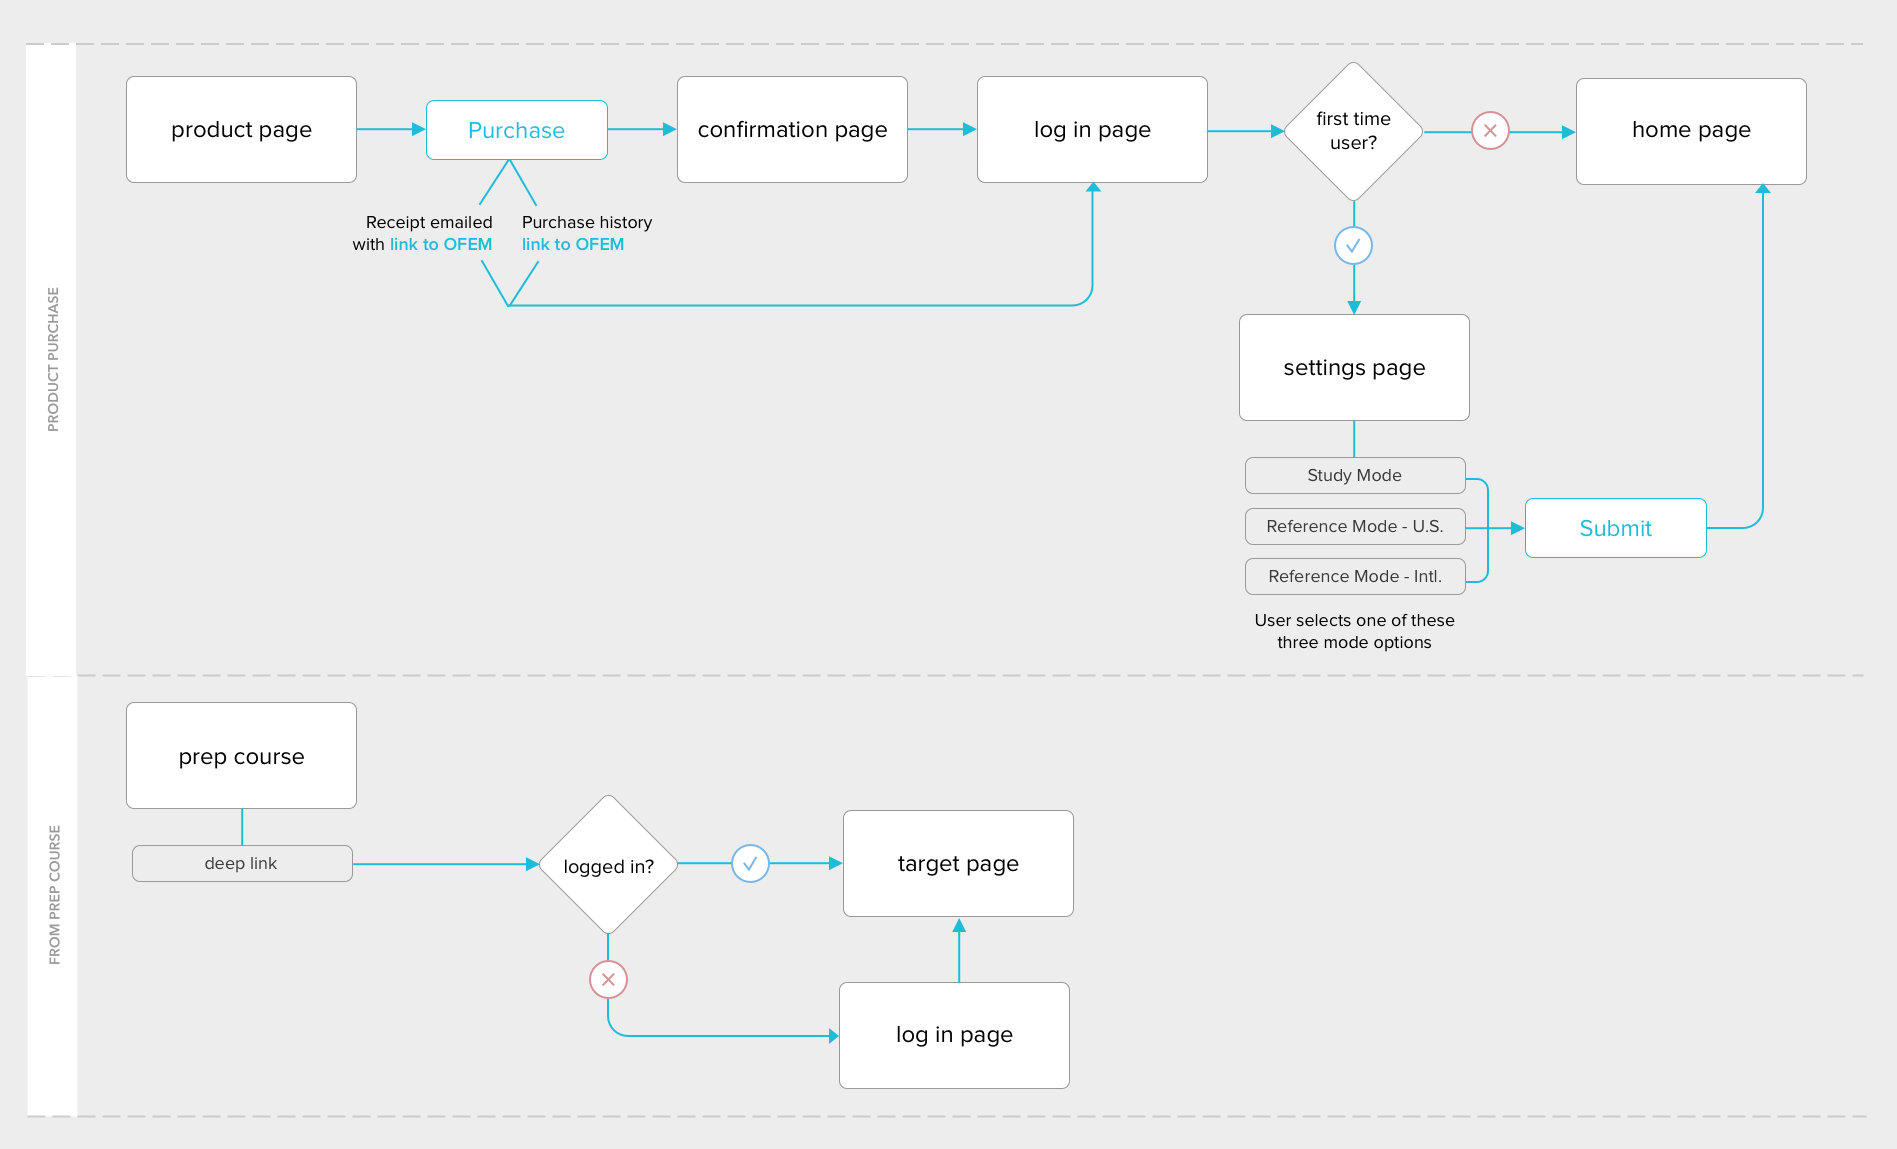 PRODUCT PURCHASE
product page
Purchase
confirmation page
log in page
first time
user?
home page
Receipt emailed
with link to OFEM
Purchase history
link to OFEM
settings page
Study Mode
Reference Mode - U.S.
Reference Mode - Intl.
Submit
User selects one of these
three mode options
FROM PREP COURSE
prep course
deep link
logged in?
target page
log in page